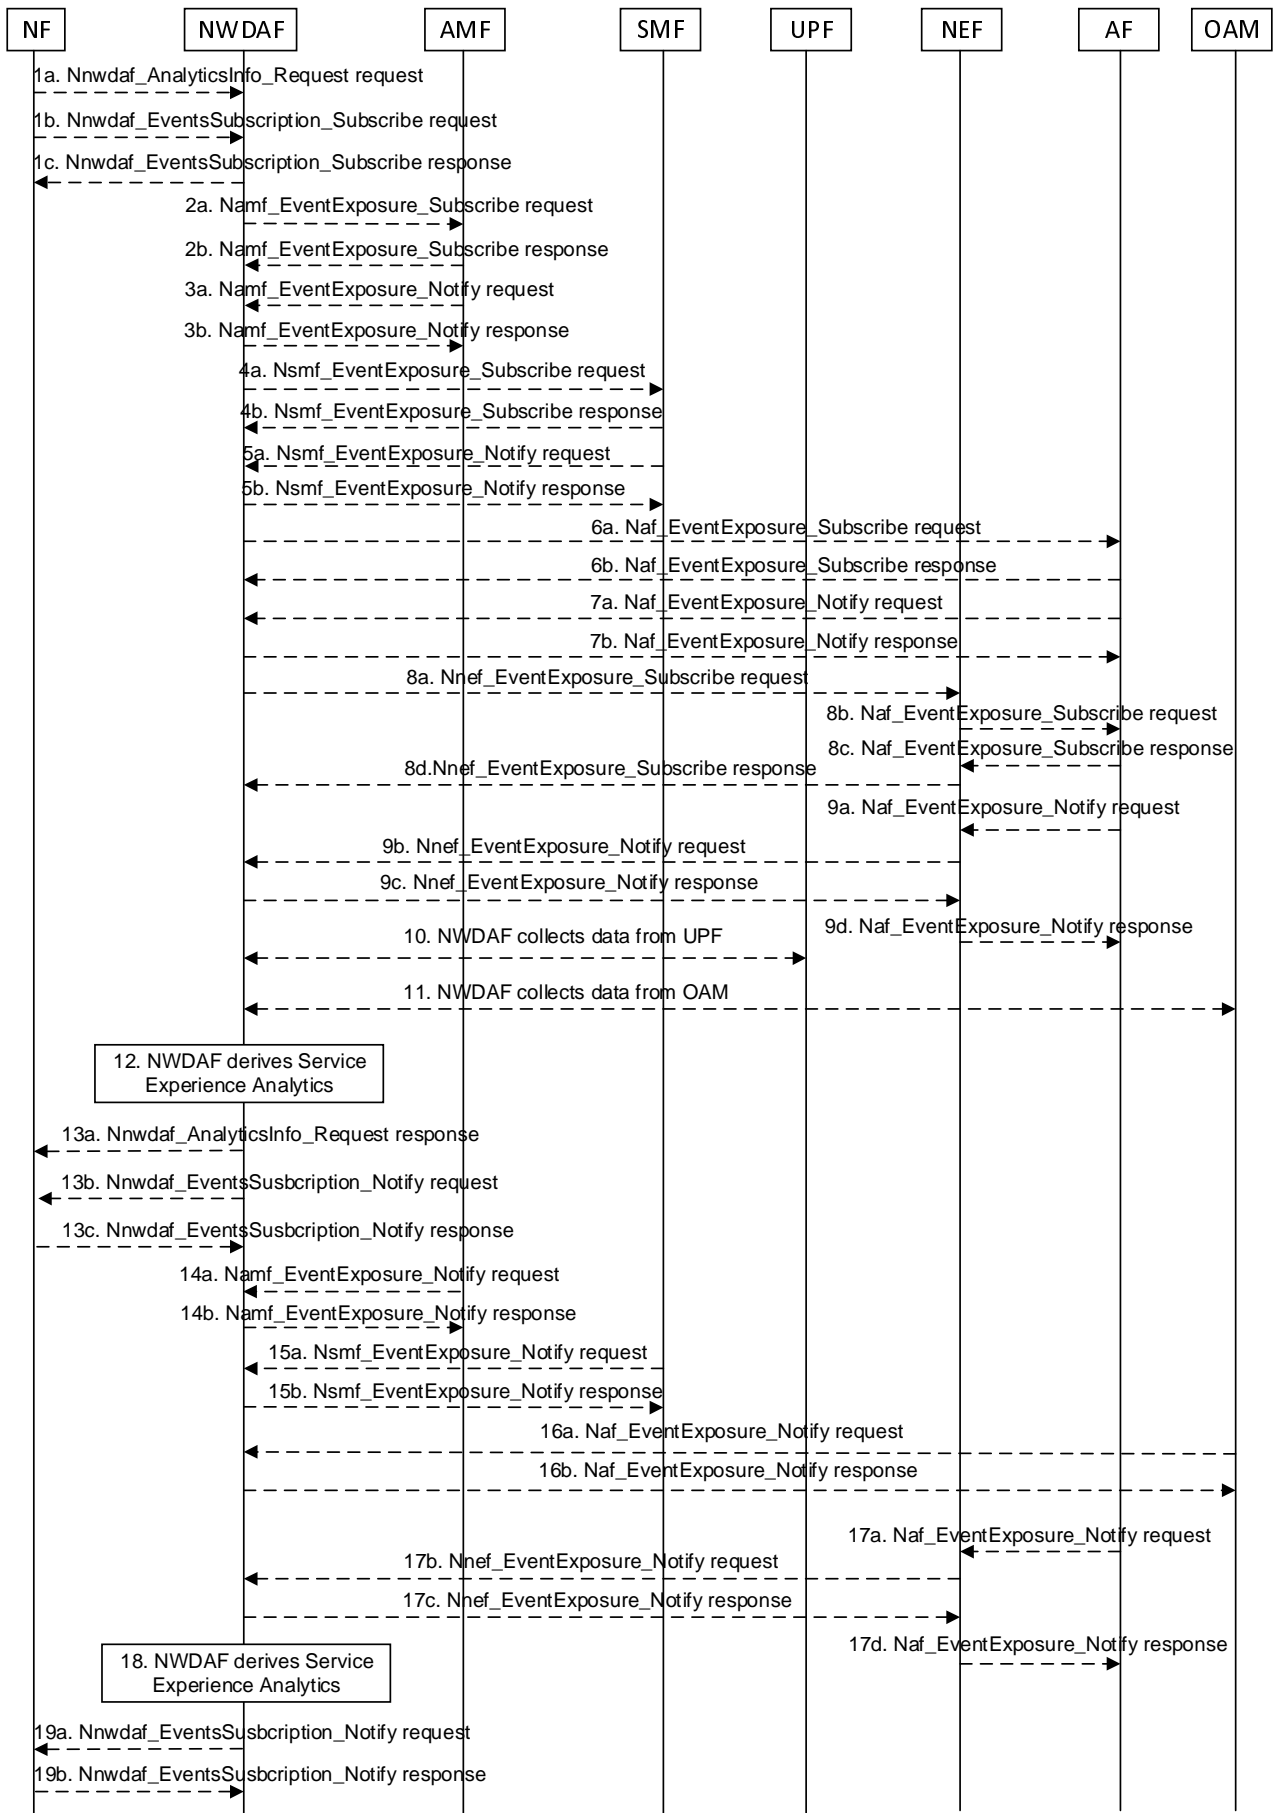 NF NWDAF AMF SMF UPF NEF AF OAM
1a. Nnwdaf_AnalyticsInfo_Request request
1b. Nnwdaf_EventsSubscription_Subscribe request
1c. Nnwdaf_EventsSubscription_Subscribe response
2a. Namf_EventExposure_Subscribe request
2b. Namf_EventExposure_Subscribe response
3a. Namf_EventExposure_Notify request
3b. Namf_EventExposure_Notify response
4a. Nsmf_EventExposure_Subscribe request
4b. Nsmf_EventExposure_Subscribe response
5a. Nsmf_EventExposure_Notify request
5b. Nsmf_EventExposure_Notify response
6a. Naf_EventExposure_Subscribe request
6b. Naf_EventExposure_Subscribe response
7a. Naf_EventExposure_Notify request
7b. Naf_EventExposure_Notify response
8a. Nnef_EventExposure_Subscribe request
8b. Naf_EventExposure_Subscribe request
8c. Naf_EventExposure_Subscribe response
8d.Nnef_EventExposure_Subscribe response
9a. Naf_EventExposure_Notify request
9b. Nnef_EventExposure_Notify request
9c. Nnef_EventExposure_Notify response
9d. Naf_EventExposure_Notify response
10. NWDAF collects data from UPF
11. NWDAF collects data from OAM
12. NWDAF derives Service
Experience Analytics
13a. Nnwdaf_AnalyticsInfo_Request response
13b. Nnwdaf_EventsSusbcription_Notify request
13c. Nnwdaf_EventsSusbcription_Notify response
14a. Namf_EventExposure_Notify request
14b. Namf_EventExposure_Notify response
15a. Nsmf_EventExposure_Notify request
15b. Nsmf_EventExposure_Notify response
16a. Naf_EventExposure_Notify request
16b. Naf_EventExposure_Notify response
17a. Naf_EventExposure_Notify request
17b. Nnef_EventExposure_Notify request
17c. Nnef_EventExposure_Notify response
17d. Naf_EventExposure_Notify response
18. NWDAF derives Service
Experience Analytics
19a. Nnwdaf_EventsSusbcription_Notify request
19b. Nnwdaf_EventsSusbcription_Notify response